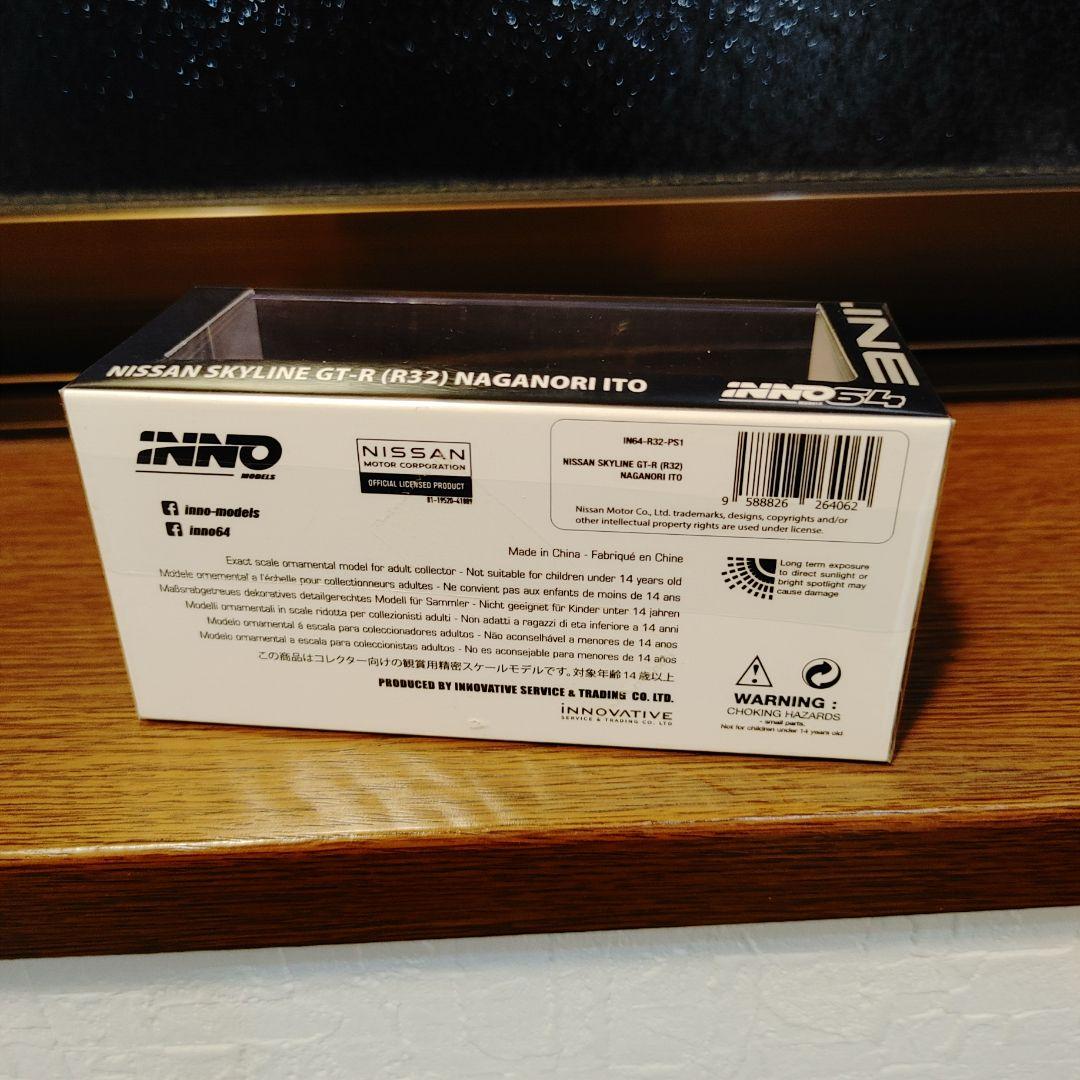 .INE
NISSAN SKYLINE GT-R (R32) NAGANORI ITO
INNO64
INNO
MODELS
inno-models
inno64
NISSAN
MOTOR CORPORATION
OFFICIAL LICENSED PRODUCT
IN64-R32-PS1
NISSAN SKYLINE GT-R (R32)
NAGANORI ITO
9 588826 264062
Nissan Motor Co., Ltd. trademarks, designs, copyrights and/or
other intellectual property rights are used under license.
Made in China - Fabriqué en Chine
Exact scale ornamental model for adult collector - Not suitable for children under 14 years old
Modele ornemental a l'échelle pour collectionneurs adultes - Ne convient pas aux enfants de moins de 14 ans
Maßsrabgetreues dekoratives detailgerechtes Modell für Sammler - Nicht geeignet für Kinder unter 14 jahren
Modelli ornamentali in scale ridotta per collezionisti adulti - Non adatti a ragazzi di eta inferiore a 14 anni
Modeio ornamental á escala para coleccionadores adultos - Não aconselhável a menores de 14 anos
Modeio ornamental a escala para coleccionistas adultos - No es aconsejable para menores de 14 años
この商品はコレクター向けの観賞用精密スケールモデルです。対象年齢14歳以上
PRODUCED BY INNOVATIVE SERVICE & TRADING CO. LTD.
INNOVATIVE
SERVICE & TRADING CO. LTD
Long term exposure
to direct sunlight or
bright spotlight may
cause damage
WARNING :
CHOKING HAZARDS
- small parts.
Not for children under 14 years old